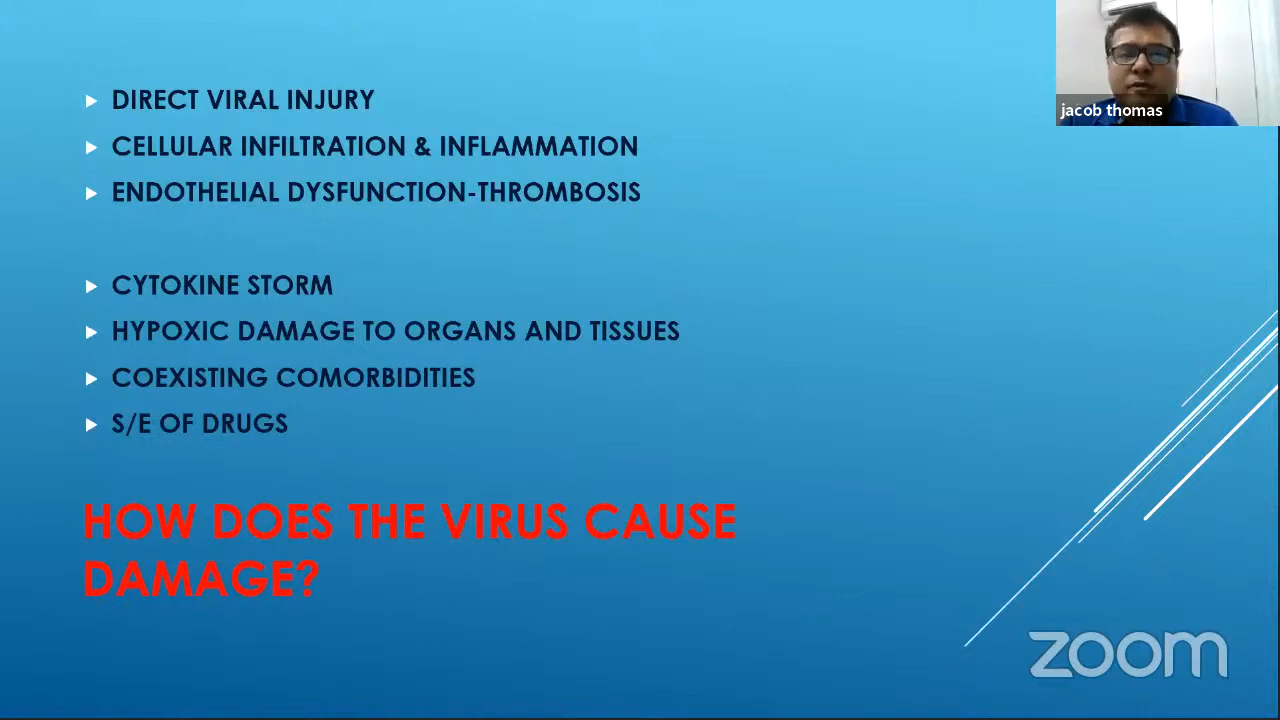 DIRECT VIRAL INJURY
CELLULAR INFILTRATION & INFLAMMATION
ENDOTHELIAL DYSFUNCTION-THROMBOSIS
CYTOKINE STORM
HYPOXIC DAMAGE TO ORGANS AND TISSUES
COEXISTING COMORBIDITIES
S/E OF DRUGS
HOW DOES THE VIRUS CAUSE
DAMAGE?
jacob thomas
zoom